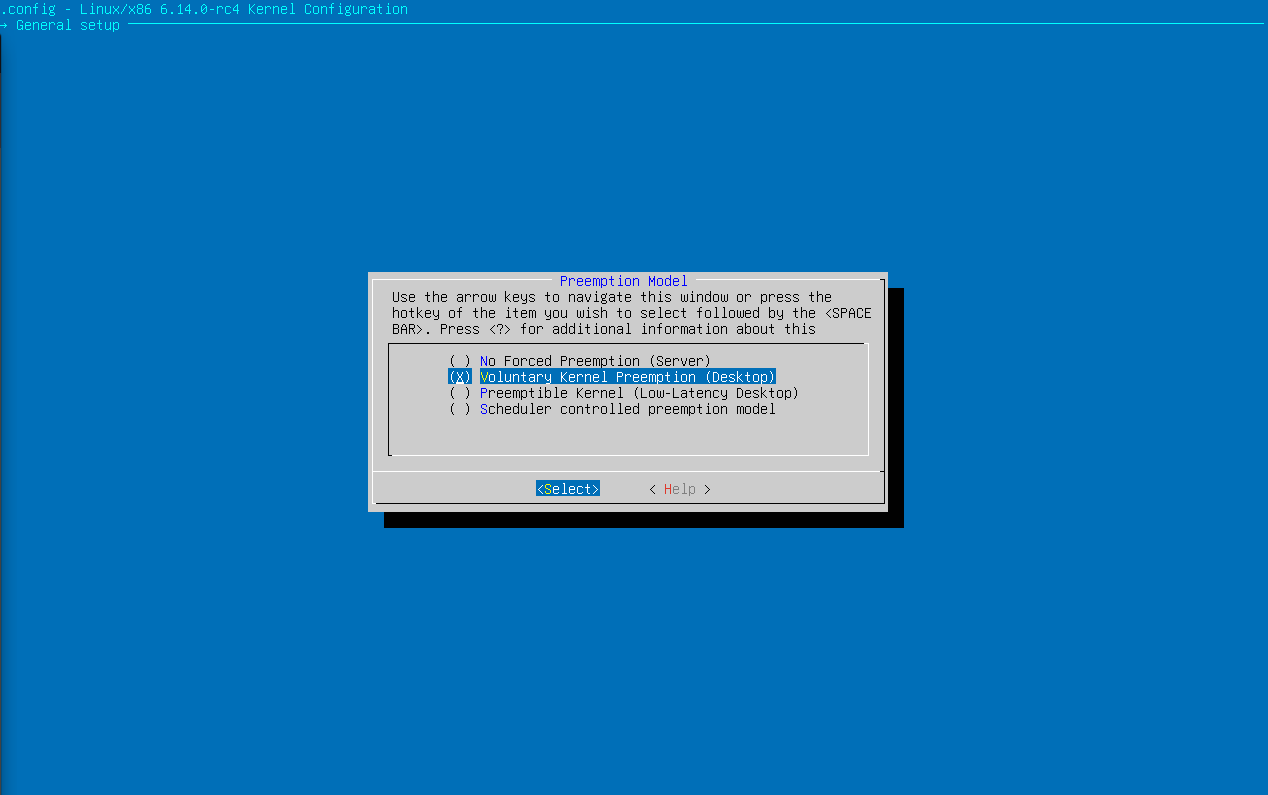 .config - Linux/x86 6.14.0-rc4 Kernel Configuration
→ General setup
Preemption Model
Use the arrow keys to navigate this window or press the
hotkey of the item you wish to select followed by the <SPACE
BAR>. Press <?> for additional information about this
( ) No Forced Preemption (Server)
(X) Voluntary Kernel Preemption (Desktop)
( ) Preemptible Kernel (Low-Latency Desktop)
( ) Scheduler controlled preemption model
<Select> < Help >